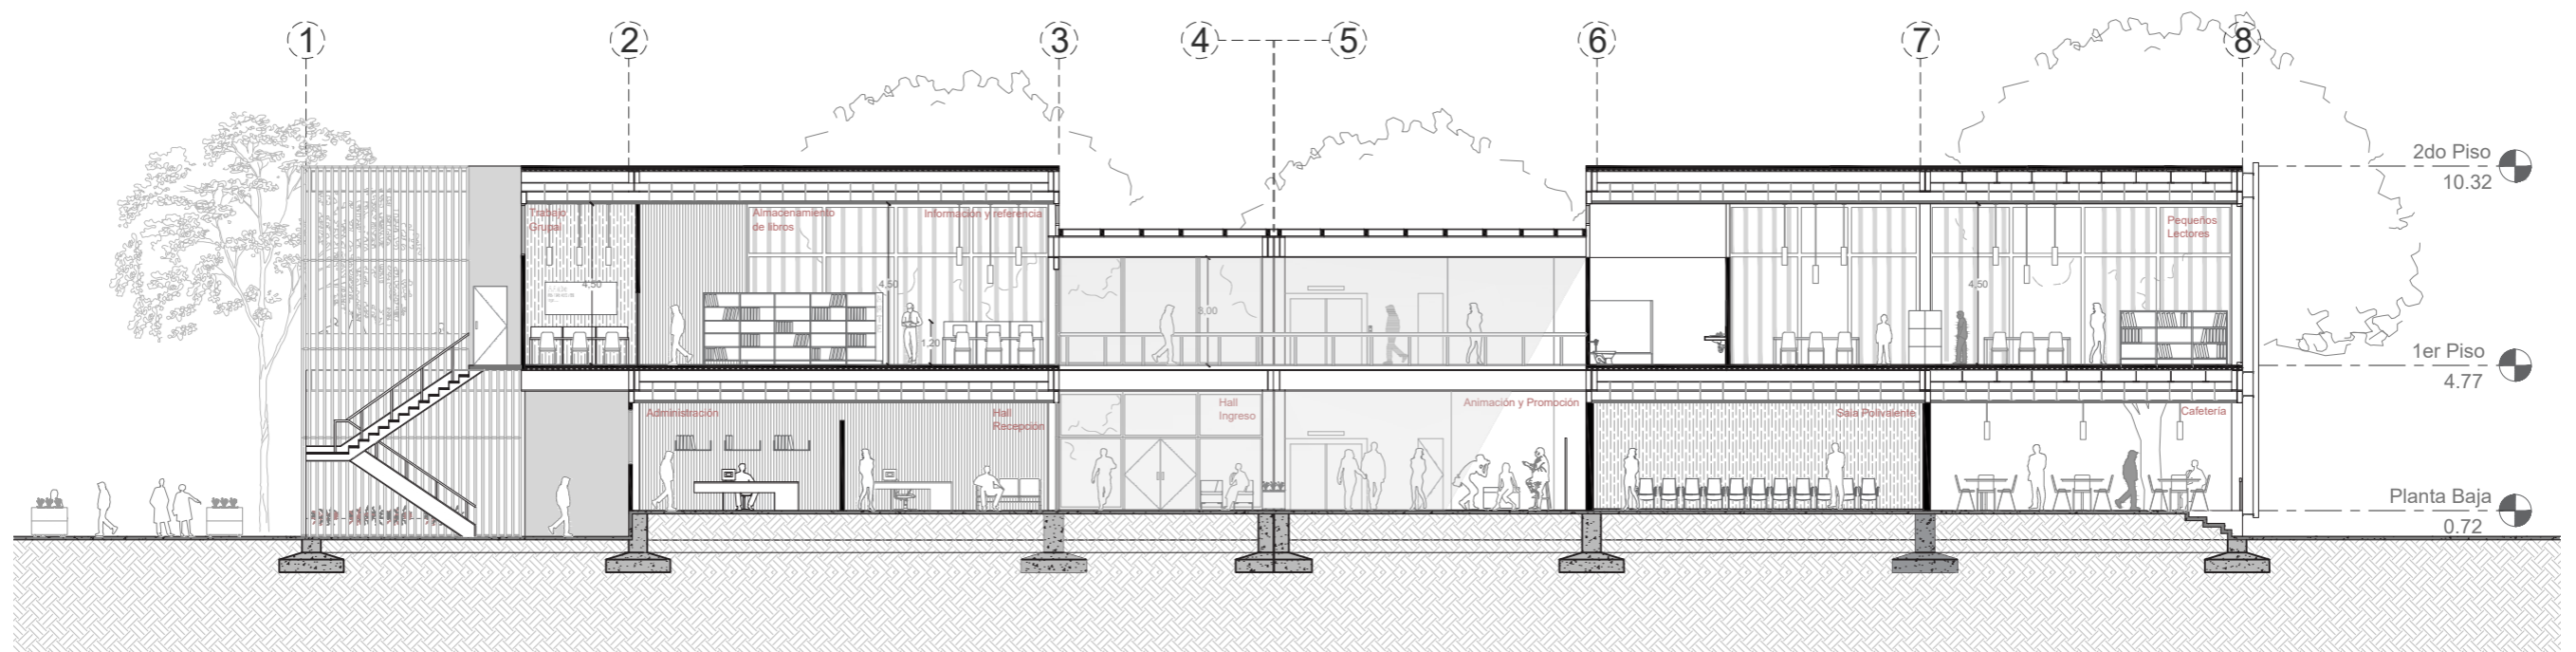 1
2
3
4
5
6
7
8
2do Piso
10.32
Trabajo
Grupal
Almacenamiento
de libros
Información y referencia
Pequeños
Lectores
4,50
4,50
4,50
3,00
1,20
1er Piso
4.77
Administración
Hall
Recepción
Hall
Ingreso
Animación y Promoción
Sala Polivalente
Cafetería
Planta Baja
0.72